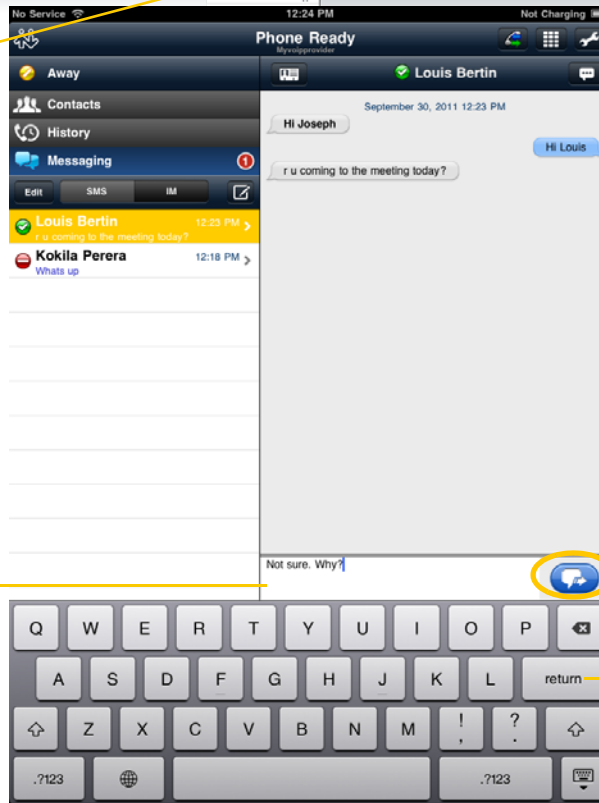 No Service 12:24 PM Not Charging
Phone Ready
Myvoipprovider
Away
Louis Bertin
Contacts
History
Messaging 1
Edit SMS IM
Louis Bertin 12:23 PM
r u coming to the meeting today?
Kokila Perera 12:18 PM
Whats up
September 30, 2011 12:23 PM
Hi Joseph
Hi Louis
r u coming to the meeting today?
Not sure. Why?
Q W E R T Y U I O P
A S D F G H J K L return
Z X C V B N M ! , ? .
.?123 .?123